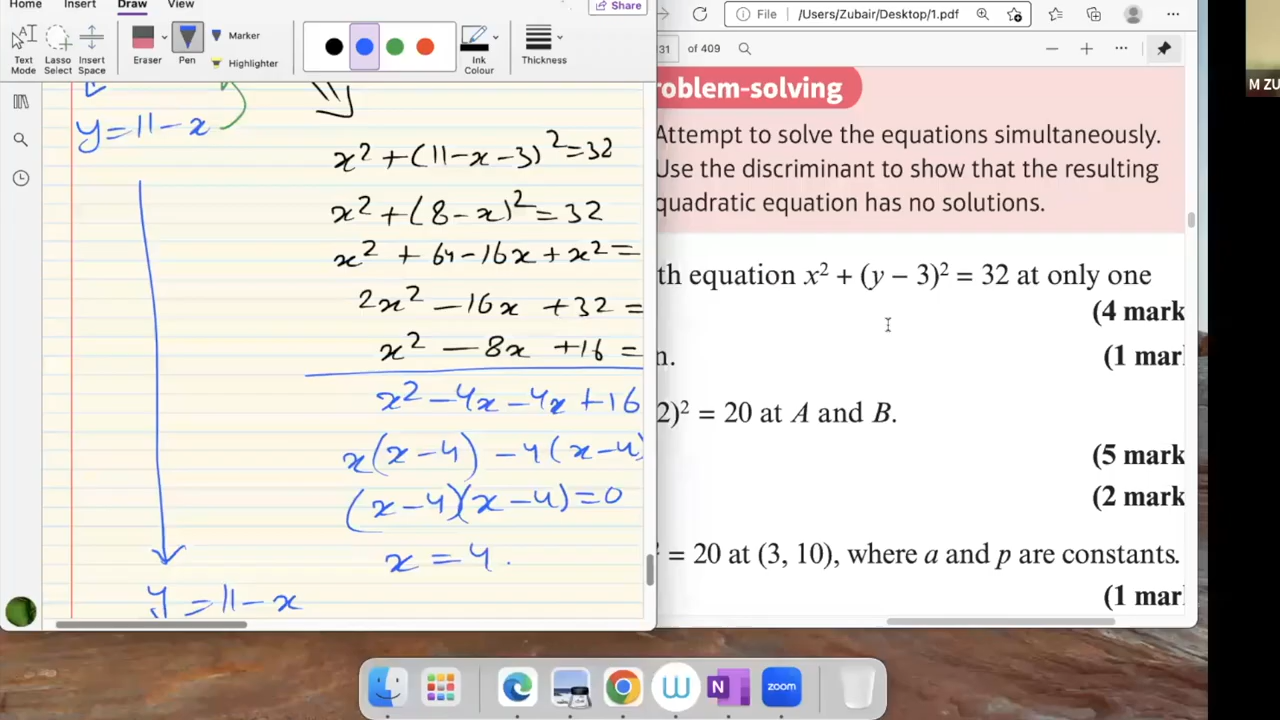 Home Insert Draw View
Share
Text Mode
Lasso Select
Insert Space
Eraser
Pen
Marker
Highlighter
Ink Colour
Thickness
y=11-x
x²+(11-x-3)²=32
x²+(8-x)²=32
x² + 64-16x+x²=
2x² -16x +32=
x² -8x +16=
x²-4x-4x+16
x(x-4) -4(x-4)
(x-4)(x-4)=0
x=4.
y=11-x
File /Users/Zubair/Desktop/1.pdf
31 of 409
oblem-solving
Attempt to solve the equations simultaneously.
Use the discriminant to show that the resulting
quadratic equation has no solutions.
th equation x² + (y − 3)² = 32 at only one
(4 mark
n. (1 mar
2)² = 20 at A and B.
(5 mark
(2 mark
² = 20 at (3, 10), where a and p are constants.
(1 mar
M ZU
zoom